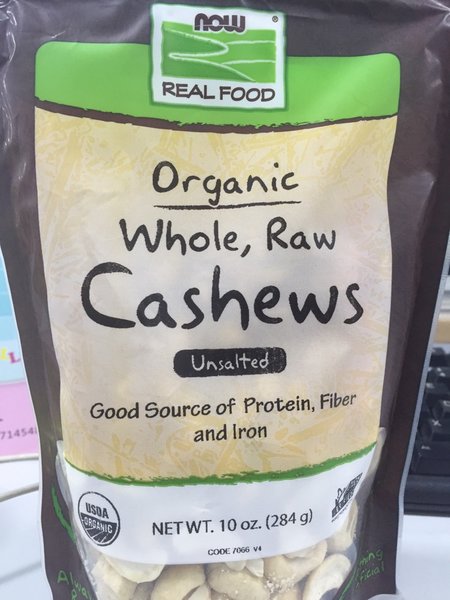 NOW ®
REAL FOOD
Organic
Whole, Raw
Cashews
Unsalted
Good Source of Protein, Fiber
and Iron
USDA
ORGANIC
NET WT. 10 oz. (284 g)
CODE 7066 V4